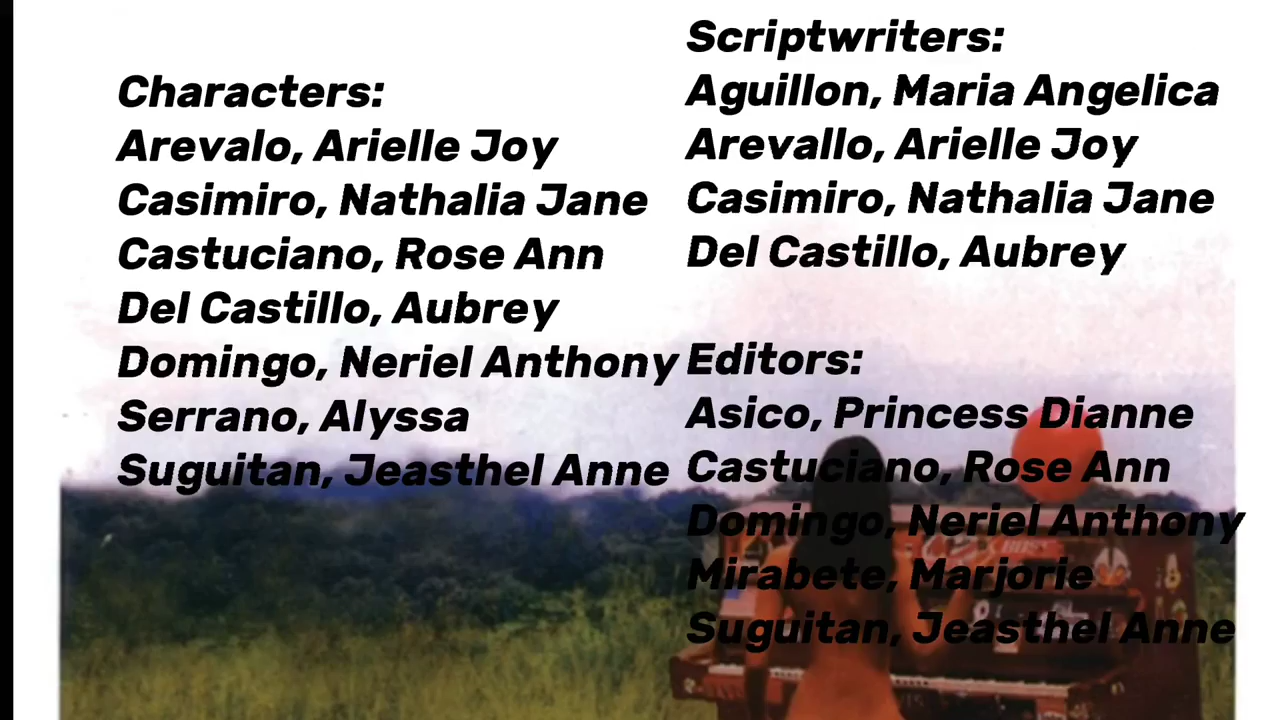 Characters:
Arevalo, Arielle Joy
Casimiro, Nathalia Jane
Castuciano, Rose Ann
Del Castillo, Aubrey
Domingo, Neriel Anthony
Serrano, Alyssa
Suguitan, Jeasthel Anne
Scriptwriters:
Aguillon, Maria Angelica
Arevallo, Arielle Joy
Casimiro, Nathalia Jane
Del Castillo, Aubrey
Editors:
Asico, Princess Dianne
Castuciano, Rose Ann
Domingo, Neriel Anthony
Mirabete, Marjorie
Suguitan, Jeasthel Anne